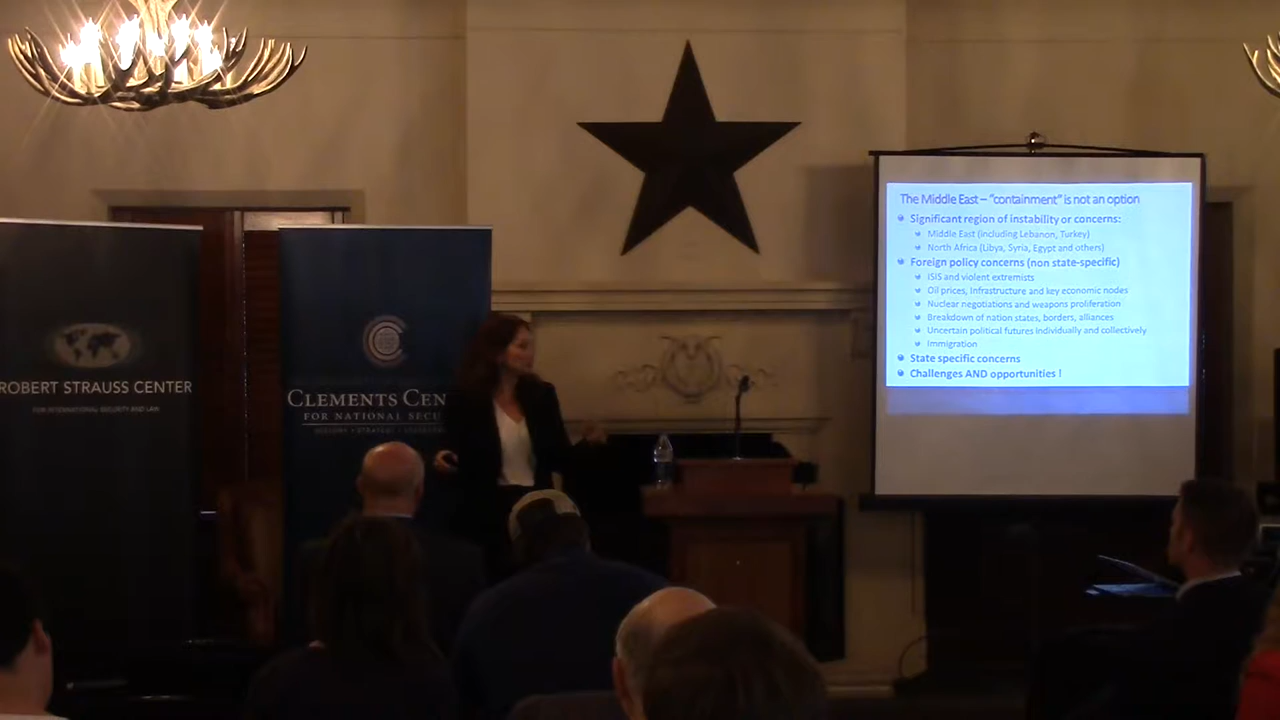 ROBERT STRAUSS CENTER
FOR INTERNATIONAL SECURITY AND LAW
CLEMENTS CEN
FOR NATIONAL SECU
The Middle East – "containment" is not an option
Significant region of instability or concerns:
Middle East (including Lebanon, Turkey)
North Africa (Libya, Syria, Egypt and others)
Foreign policy concerns (non state-specific)
ISIS and violent extremists
Oil prices, Infrastructure and key economic nodes
Nuclear negotiations and weapons proliferation
Breakdown of nation states, borders, alliances
Uncertain political futures individually and collectively
Immigration
State specific concerns
Challenges AND opportunities !